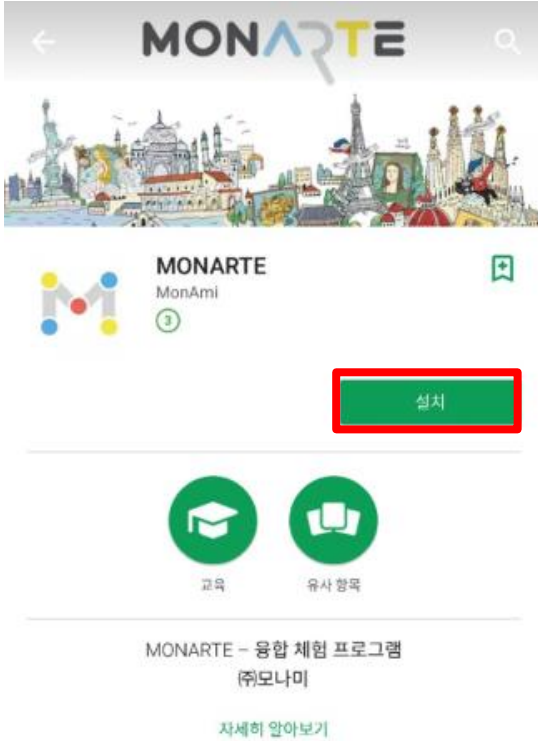 MONARTE
MONARTE
MonAmi
3
설치
교육
유사 항목
MONARTE – 융합 체험 프로그램
㈜모나미
자세히 알아보기